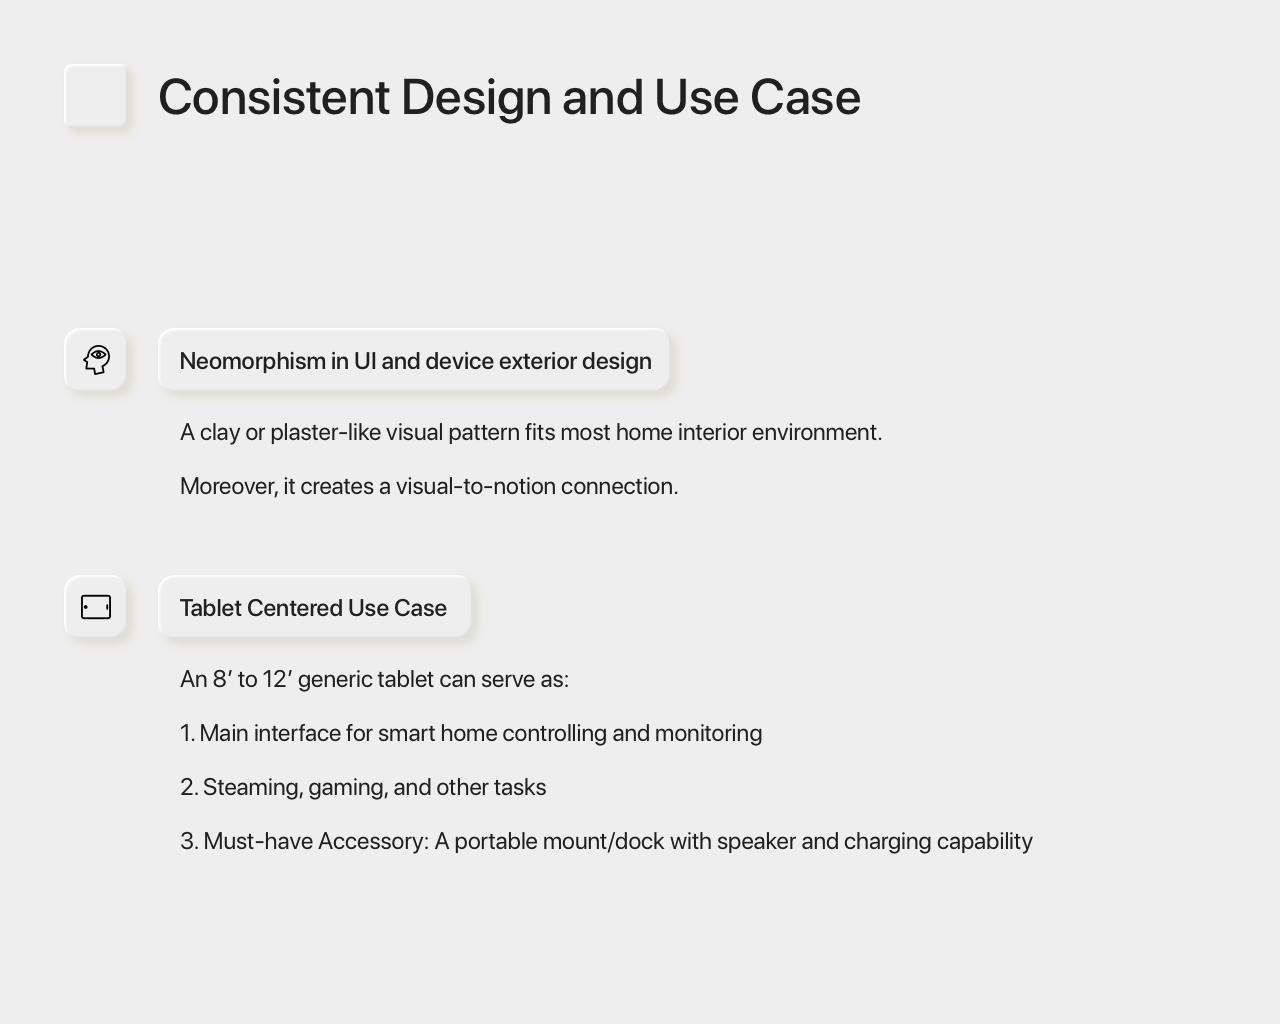 Consistent Design and Use Case
Neomorphism in UI and device exterior design
A clay or plaster-like visual pattern fits most home interior environment.
Moreover, it creates a visual-to-notion connection.
Tablet Centered Use Case
An 8’ to 12’ generic tablet can serve as:
1. Main interface for smart home controlling and monitoring
2. Steaming, gaming, and other tasks
3. Must-have Accessory: A portable mount/dock with speaker and charging capability